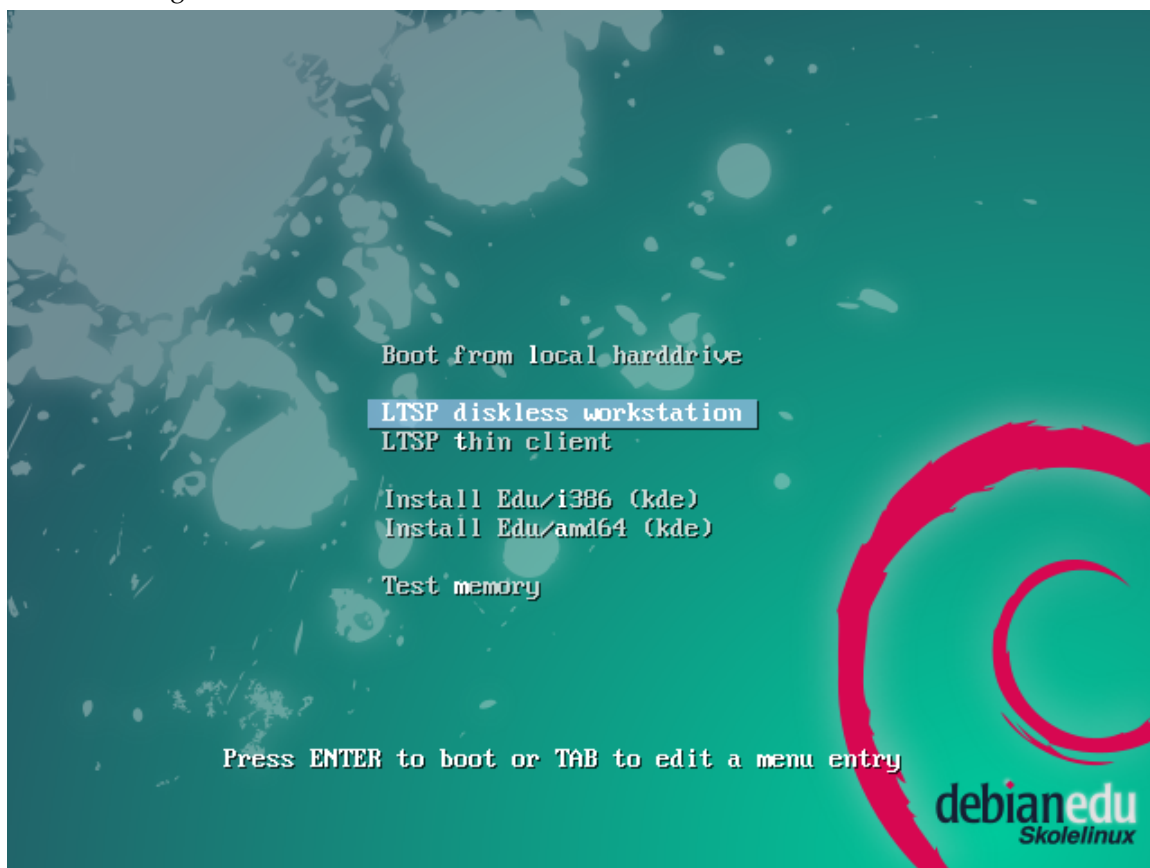 Boot from local harddrive
LTSP diskless workstation
LTSP thin client
Install Edu/i386 (kde)
Install Edu/amd64 (kde)
Test memory
Press ENTER to boot or TAB to edit a menu entry
debianedu
Skolelinux